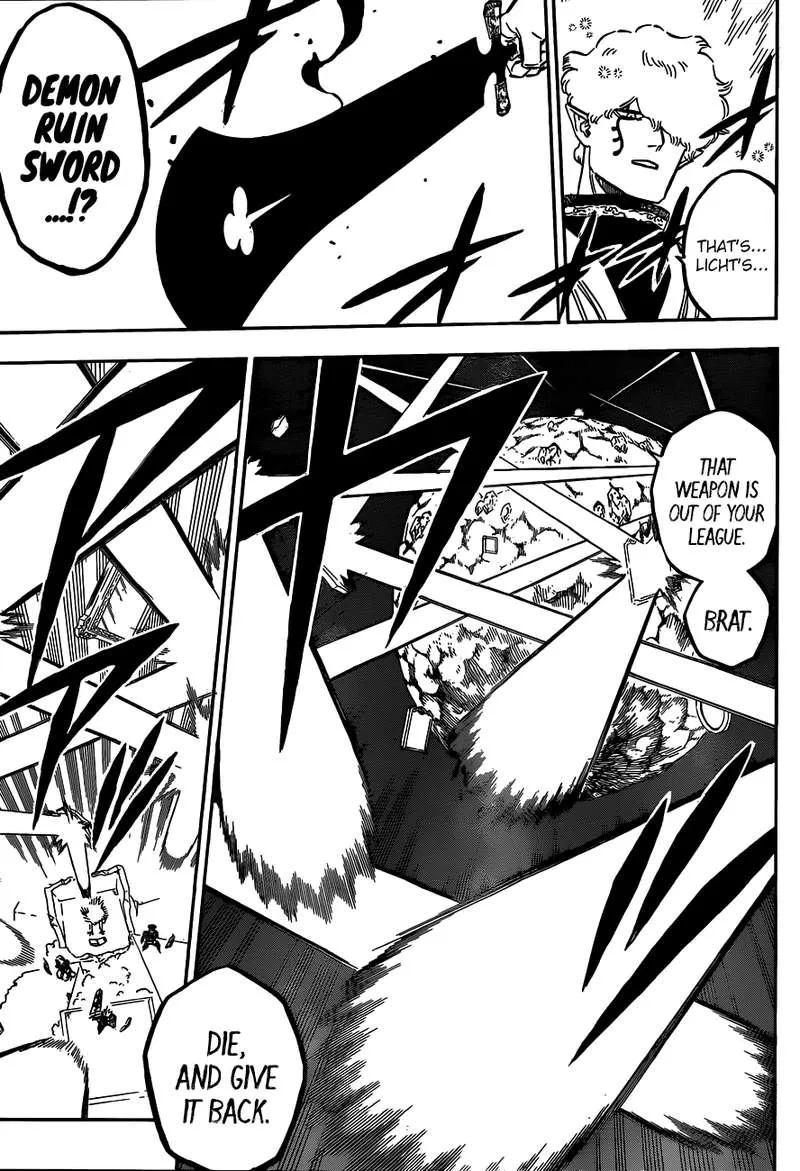 THAT'S...
LICHT'S...
DEMON
RUIN
SWORD
....!?
THAT
WEAPON IS
OUT OF YOUR
LEAGUE.
BRAT.
DIE,
AND GIVE
IT BACK.